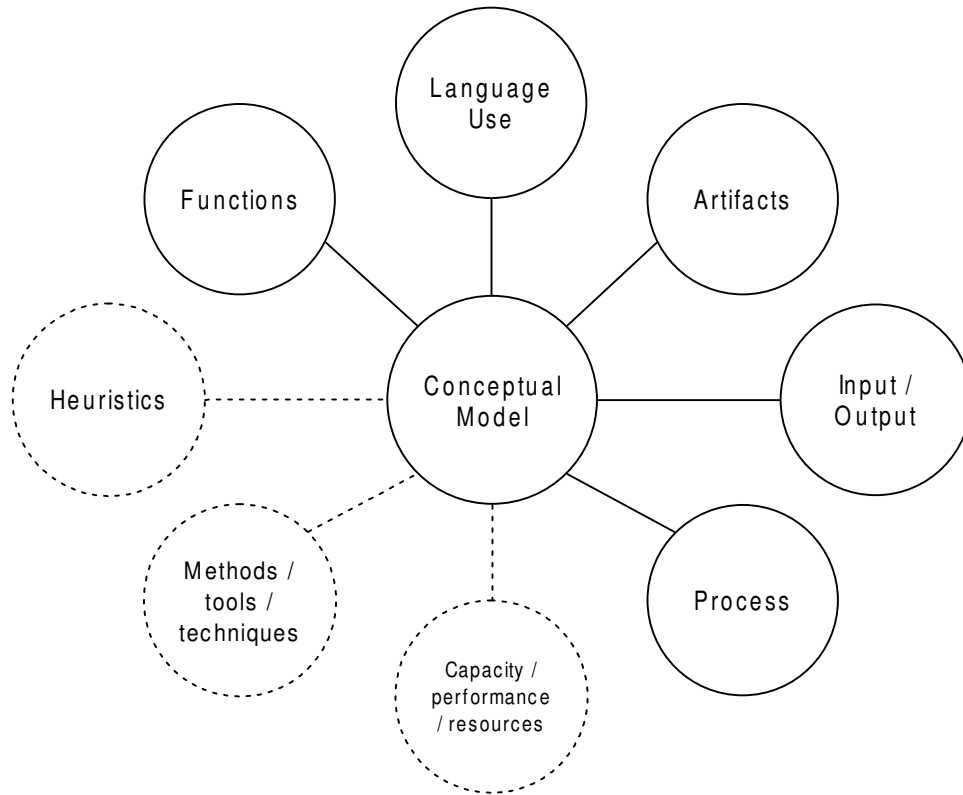 Language
Use
Functions
Artifacts
Heuristics
Conceptual
Model
Input /
Output
Methods /
tools /
techniques
Process
Capacity /
performance
/ resources